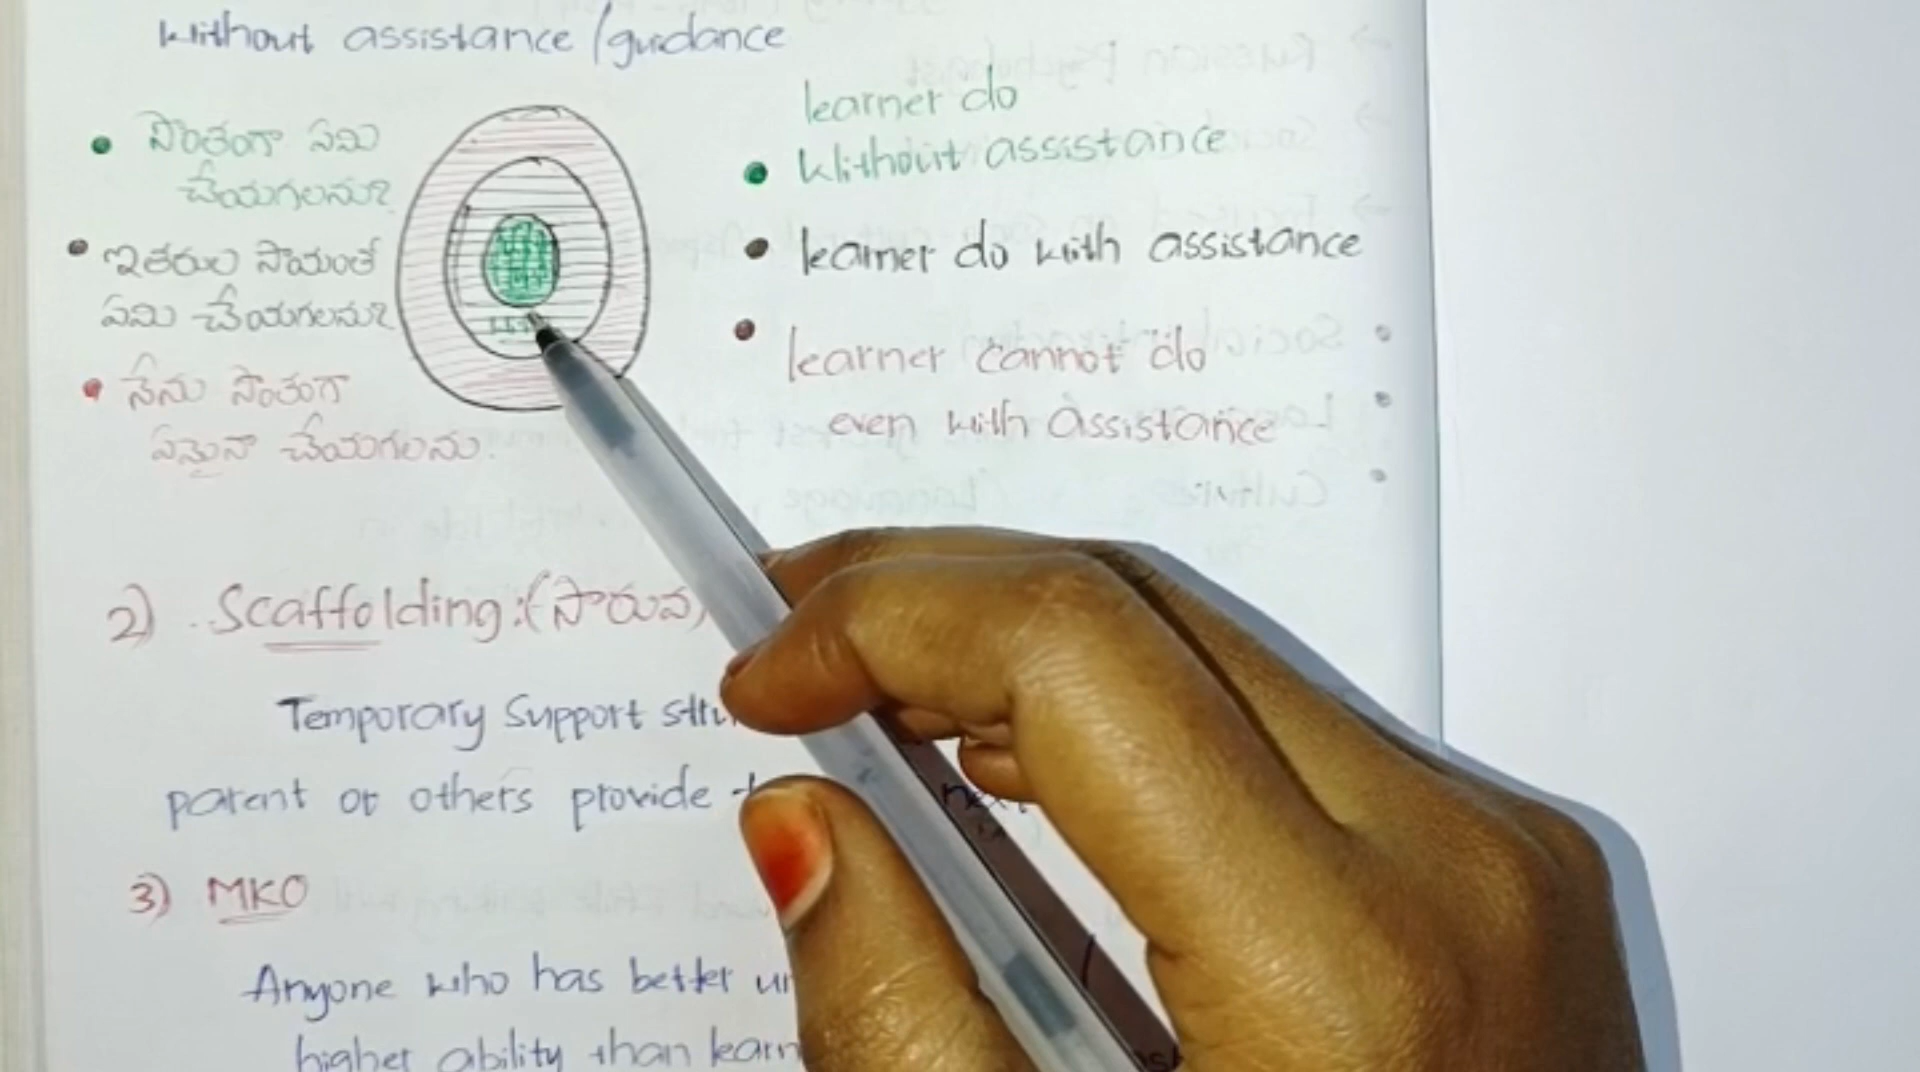 without assistance / guidance
సొంతంగా ఏమి
చేయగలను?
ఇతరుల సాయంతో
ఏమి చేయగలను?
నేను సొంతంగా
ఏమైనా చేయగలను.
learner do
without assistance
learner do with assistance
learner cannot do
even with assistance
2) Scaffolding: (సారువ)
Temporary Support
parent or others provide
3) MKO
Anyone who has better
higher ability than